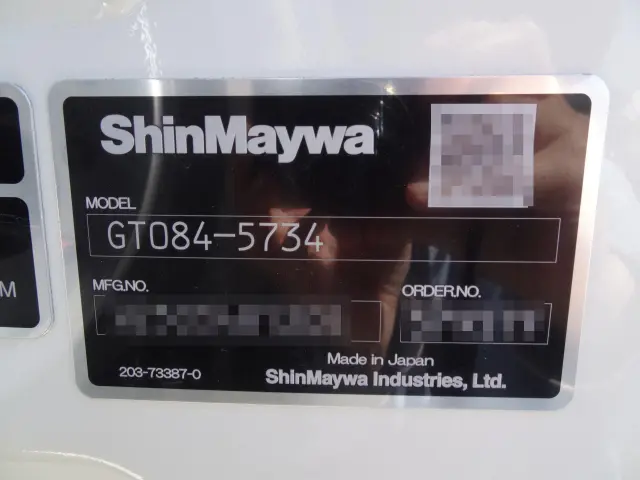 ShinMaywa
MODEL
GT084-5734
M
MFG.NO.
ORDER.NO.
203-73387-0
Made in Japan
ShinMaywa Industries, Ltd.